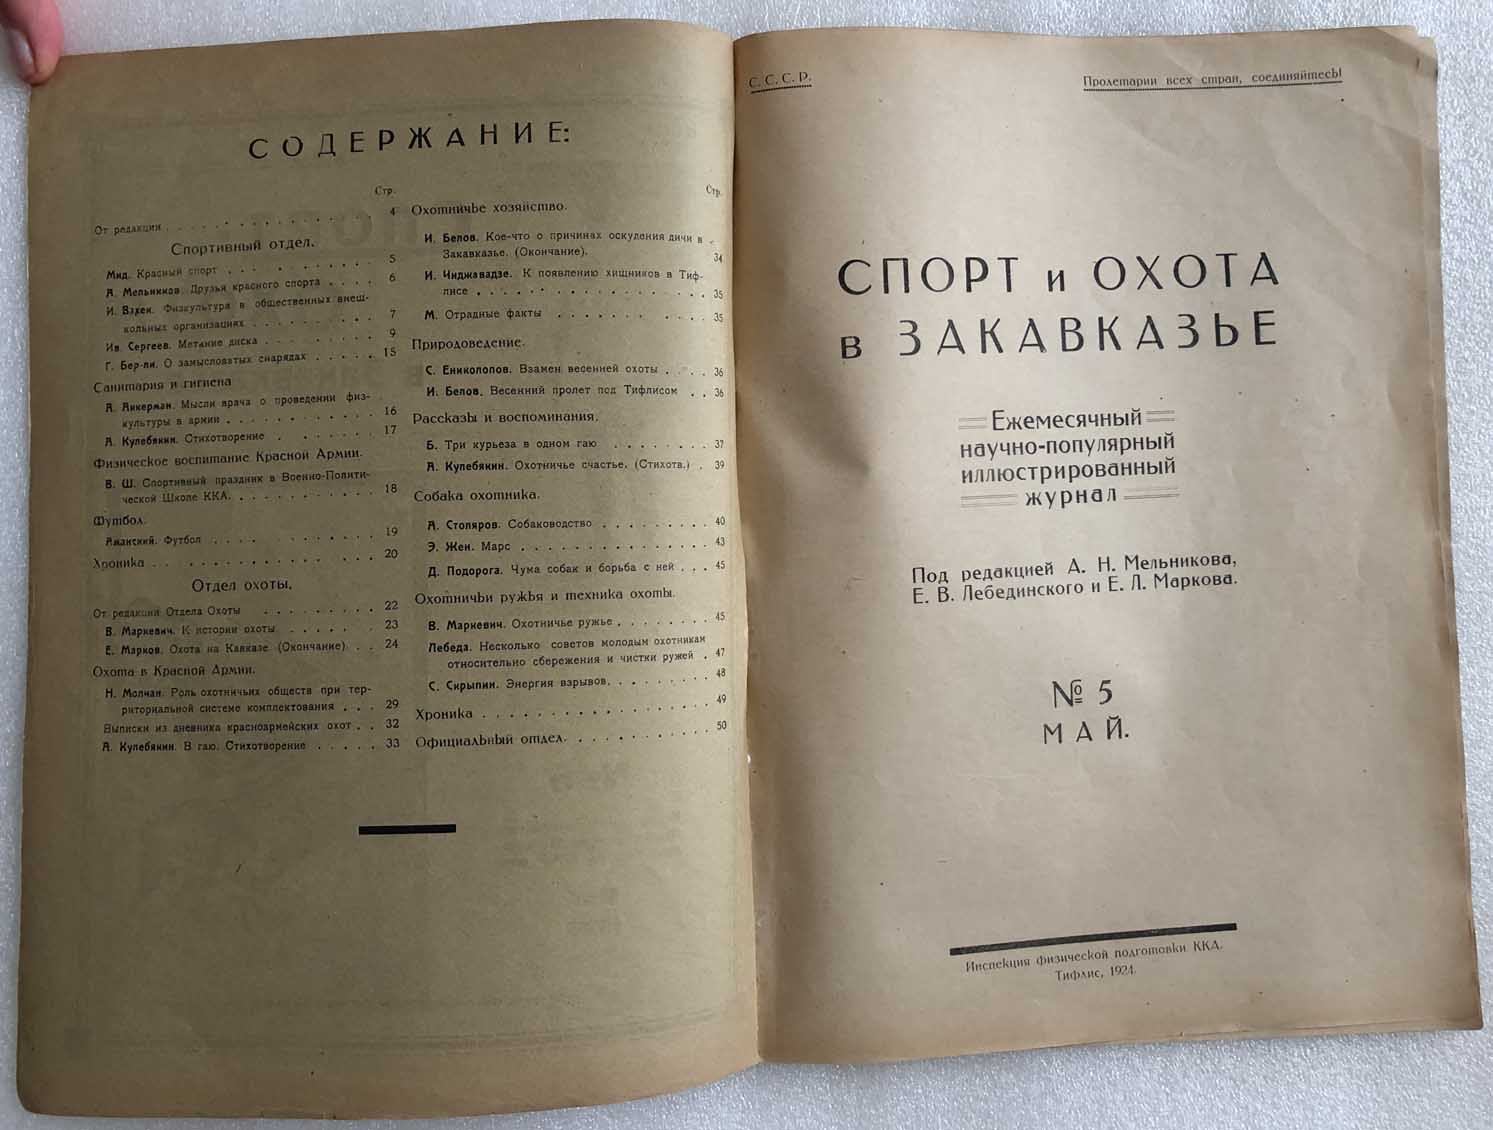 СОДЕРЖАНИЕ:
Стр.
От редакции . . . . . . . . . . . . . 4
Спортивный отдел.
Мид. Красный спорт . . . . . . . . . . . 5
А. Мельников. Друзья красного спорта . . . . 6
И. Взрен. Физкультура в общественных внеш-
кольных организациях . . . . . . . . . . 7
Ив. Сергеев. Метание диска . . . . . . . . 9
Г. Бер-ли. О замысловатых снарядах . . . . . 15
Санитария и гигиена
А. Аккерман. Мысли врача о проведении физ-
культуры в армии . . . . . . . . . . . . 16
А. Кулебякин. Стихотворение . . . . . . . 17
Физическое воспитание Красной Армии.
В. Ш. Спортивный праздник в Военно-Полити-
ческой Школе ККА. . . . . . . . . . . 18
Футбол.
Аманский. Футбол . . . . . . . . . . . 19
Хроника . . . . . . . . . . . . . . 20
Отдел охоты.
От редакции Отдела Охоты . . . . . . . . . 22
В. Маркевич. К истории охоты . . . . . . 23
Е. Марков. Охота на Кавказе (Окончание). . . 24
Охота в Красной Армии.
Н. Молчан. Роль охотничьих обществ при тер-
риториальной системе комплектования . . . 29
Выписки из дневника красноармейских охот . . 32
А. Кулебякин. В гаю. Стихотворение . . . . . 33
Стр.
Охотничье хозяйство.
И. Белов. Кое-что о причинах оскудения дичи в
Закавказье. (Окончание). 34
И. Чиджавадзе. К появлению хищников в Тиф-
лисе . . . . . . . . . . . . . . . . . 35
М. Отрадные факты . . . . . . . . . . . 35
Природоведение.
С. Ениколопов. Взамен весенней охоты . . . . 36
И. Белов. Весенний пролет под Тифлисом . . 36
Рассказы и воспоминания.
Б. Три курьеза в одном гаю . . . . . . . . 37
А. Кулебякин. Охотничье счастье. (Стихотв.) . 39
Собака охотника.
А. Столяров. Собаководство . . . . . . . . 40
Э. Жен. Марс . . . . . . . . . . . . . 43
Д. Подорога. Чума собак и борьба с ней . . . 45
Охотничьи ружья и техника охоты.
В. Маркевич. Охотничье ружье . . . . . . . . 45
Лебеда. Несколько советов молодым охотникам
относительно сбережения и чистки ружей . 47
С. Скрыпин. Энергия взрывов. . . . . . . . . 48
Хроника . . . . . . . . . . . . . . . 49
Официальный отдел. . . . . . . . . . . 50
С. С. С. Р.
Пролетарии всех стран, соединяйтесь!
СПОРТ и ОХОТА
в ЗАКАВКАЗЬЕ
Ежемесячный
научно-популярный
иллюстрированный
журнал
Под редакцией А. Н. Мельникова,
Е. В. Лебединского и Е. Л. Маркова.
№ 5
МАЙ.
Инспекция физической подготовки ККА.
Тифлис, 1924.